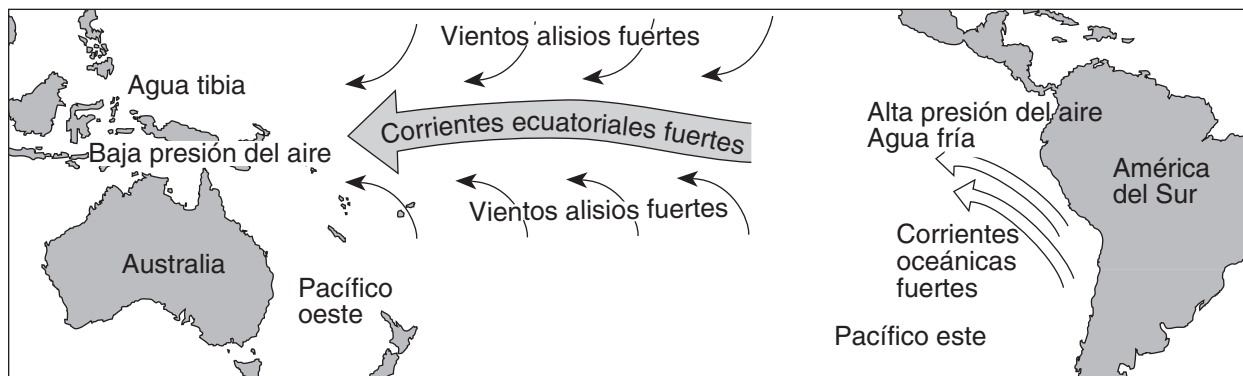 Vientos alisios fuertes
Agua tibia
Corrientes ecuatoriales fuertes
Baja presión del aire
Vientos alisios fuertes
Australia
Pacífico
oeste
Alta presión del aire
Agua fría
América
del Sur
Corrientes
oceánicas
fuertes
Pacífico este